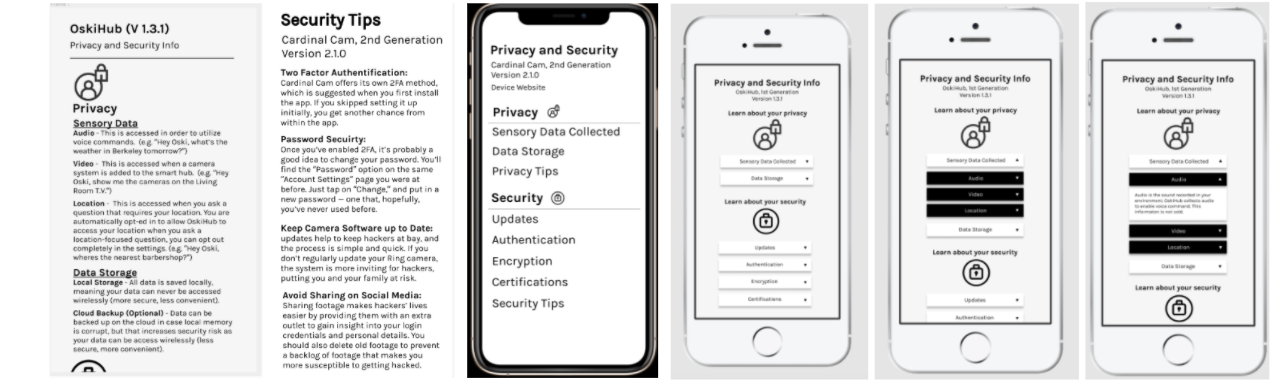 OskiHub (V 1.3.1)
Privacy and Security Info
Privacy
Sensory Data
Audio - This is accessed in order to utilize
voice commands. (e.g. "Hey Oski, what's the
weather in Berkeley tomorrow?")
Video - This is accessed when a camera
system is added to the smart hub. (e.g. "Hey
Oski, show me the cameras on the Living
Room T.V.")
Location - This is accessed when you ask a
question that requires your location. You are
automatically opt-ed in to allow OskiHub to
access your location when you ask a
location-focused question, you can opt out
completely in the settings. (e.g. "Hey Oski,
wheres the nearest barbershop?")
Data Storage
Local Storage - All data is saved locally,
meaning your data can never be accessed
wirelessly (more secure, less convenient).
Cloud Backup (Optional) - Data can be
backed up on the cloud in case local memory
is corrupt, but that increases security risk as
your data can be access wirelessly (less
secure, more convenient).
Security Tips
Cardinal Cam, 2nd Generation
Version 2.1.0
Two Factor Authentification:
Cardinal Cam offers its own 2FA method,
which is suggested when you first install
the app. If you skipped setting it up
initially, you get another chance from
within the app.
Password Secuirty:
Once you've enabled 2FA, it's probably a
good idea to change your password. You'll
find the "Password" option on the same
"Account Settings" page you were at
before. Just tap on "Change," and put in a
new password — one that, hopefully,
you've never used before.
Keep Camera Software up to Date:
updates help to keep hackers at bay, and
the process is simple and quick. If you
don't regularly update your Ring camera,
the system is more inviting for hackers,
putting you and your family at risk.
Avoid Sharing on Social Media:
Sharing footage makes hackers' lives
easier by providing them with an extra
outlet to gain insight into your login
credentials and personal details. You
should also delete old footage to prevent
a backlog of footage that makes you
more susceptible to getting hacked.
Privacy and Security
Cardinal Cam, 2nd Generation
Version 2.1.0
Device Website
Privacy
Sensory Data Collected
Data Storage
Privacy Tips
Security
Updates
Authentication
Encryption
Certifications
Security Tips
Privacy and Security Info
OskiHub, 1st Generation
Version 1.3.1
Learn about your privacy
Sensory Data Collected
Data Storage
Learn about your security
Updates
Authentication
Encryption
Certifications
Privacy and Security Info
OskiHub, 1st Generation
Version 1.3.1
Learn about your privacy
Sensory Data Collected
Audio
Video
Location
Data Storage
Learn about your security
Updates
Authentication
Privacy and Security Info
OskiHub, 1st Generation
Version 1.3.1
Learn about your privacy
Sensory Data Collected
Audio
Audio is the sound recorded in your
environment. OskiHub collects audio
to enable voice command. This
information is not sold.
Video
Location
Data Storage
Learn about your security